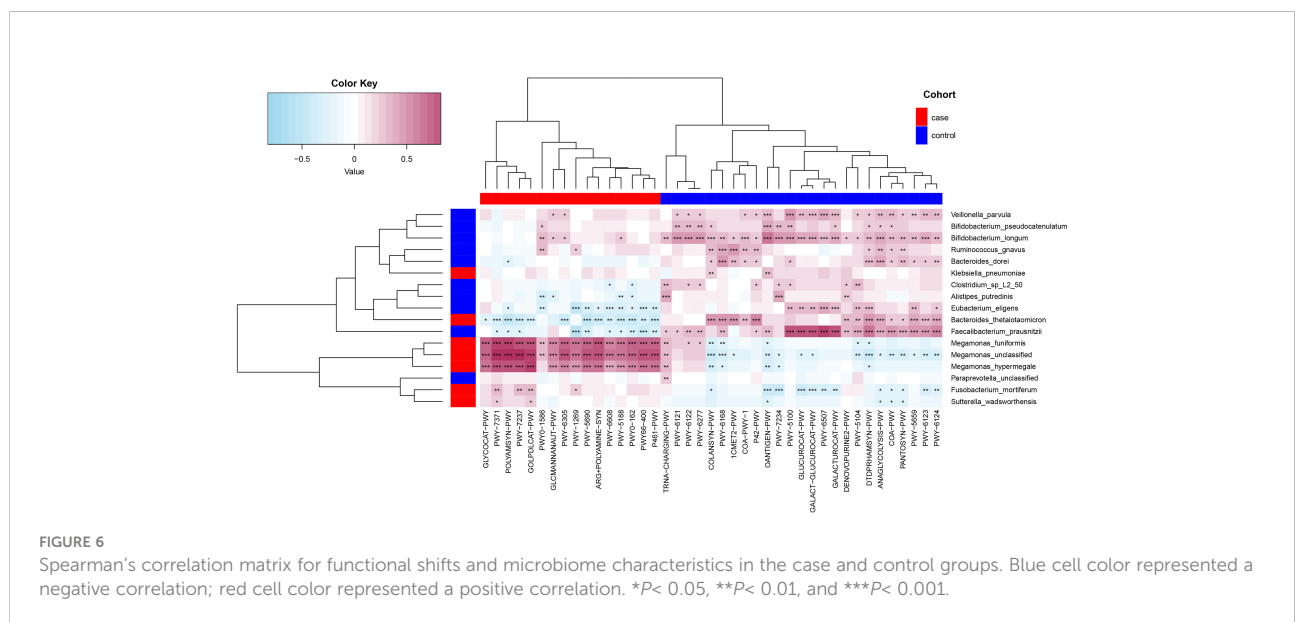 Color Key
−0.5 0 0.5
Value
Cohort
case
control
Veillonella_parvula
Bifidobacterium_pseudocatenulatum
Bifidobacterium_longum
Ruminococcus_gnavus
Bacteroides_dorei
Klebsiella_pneumoniae
Clostridium_sp_L2_50
Alistipes_putredinis
Eubacterium_eligens
Bacteroides_thetaiotaomicron
Faecalibacterium_prausnitzii
Megamonas_funiformis
Megamonas_unclassified
Megamonas_hypermegale
Paraprevotella_unclassified
Fusobacterium_mortiferum
Sutterella_wadsworthensis
GLYCOCAT−PWY
PWY−7371
POLYAMSYN−PWY
PWY−7237
GOLPDLCAT−PWY
PWY0−1586
GLCMANNANAUT−PWY
PWY−6305
PWY−1269
PWY−5690
ARG+POLYAMINE−SYN
PWY−6608
PWY−5188
PWY0−162
PWY66−400
P461−PWY
TRNA−CHARGING−PWY
PWY−6121
PWY−6122
PWY−6277
COLANSYN−PWY
PWY−6168
1CMET2−PWY
COA−PWY−1
P42−PWY
OANTIGEN−PWY
PWY−7234
PWY−5100
GLUCUROCAT−PWY
GALACT−GLUCUROCAT−PWY
PWY−6507
GALACTUROCAT−PWY
DENOVOPURINE2−PWY
PWY−5104
DTDPRHAMSYN−PWY
ANAGLYCOLYSIS−PWY
COA−PWY
PANTOSYN−PWY
PWY−5659
PWY−6123
PWY−6124
FIGURE 6
Spearman's correlation matrix for functional shifts and microbiome characteristics in the case and control groups. Blue cell color represented a
negative correlation; red cell color represented a positive correlation. *P< 0.05, **P< 0.01, and ***P< 0.001.